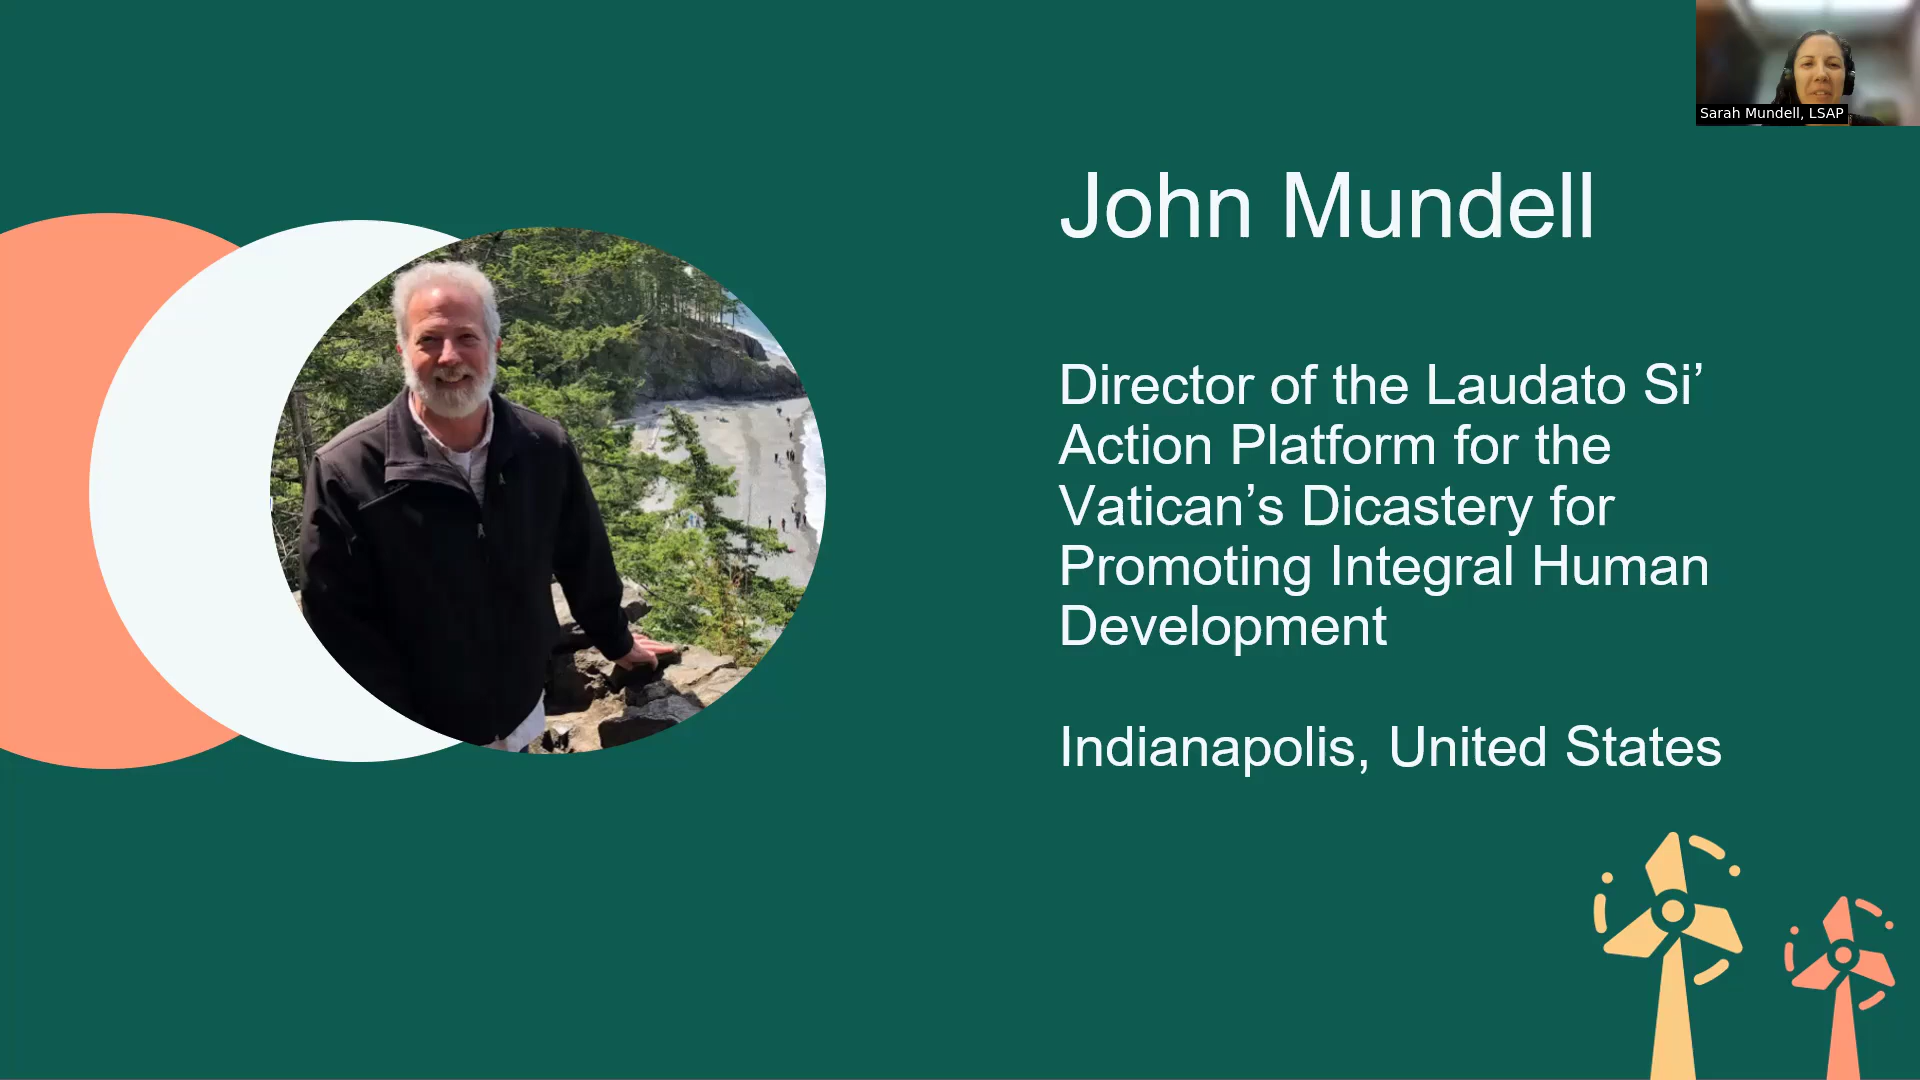 Sarah Mundell, LSAP
John Mundell
Director of the Laudato Si’
Action Platform for the
Vatican’s Dicastery for
Promoting Integral Human
Development
Indianapolis, United States